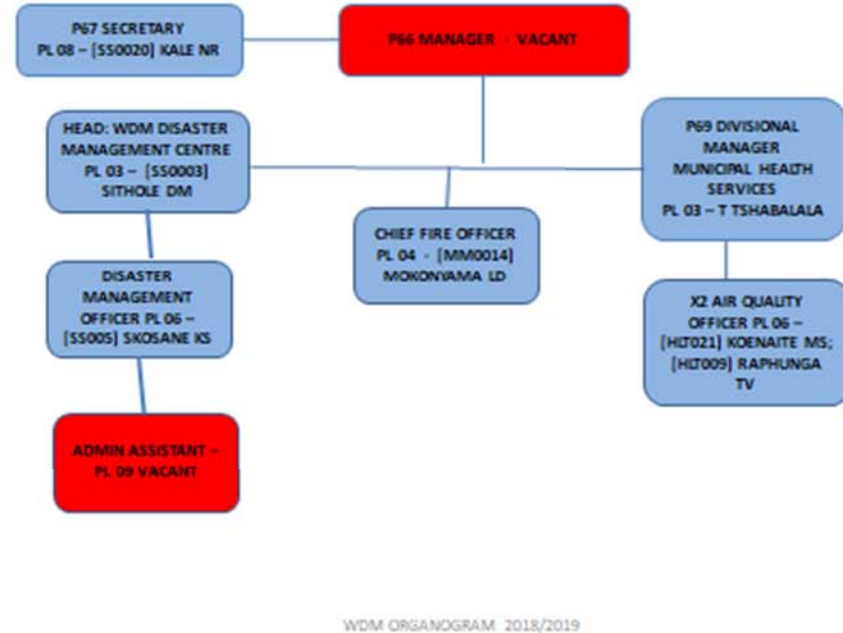 P67 SECRETARY
PL 08 – [SS0020] KALE NR
P66 MANAGER - VACANT
HEAD: WDM DISASTER
MANAGEMENT CENTRE
PL 03 – [SS0003]
SITHOLE DM
P69 DIVISIONAL
MANAGER
MUNICIPAL HEALTH
SERVICES
PL 03 – T TSHABALALA
CHIEF FIRE OFFICER
PL 04 - [MM0014]
MOKONYAMA LD
DISASTER
MANAGEMENT
OFFICER PL 06 –
[SS005] SKOSANE KS
X2 AIR QUALITY
OFFICER PL 06 –
[HLT021] KOENAITE MS;
[HLT009] RAPHUNGA
TV
ADMIN ASSISTANT –
PL 09 VACANT
WDM ORGANOGRAM 2018/2019